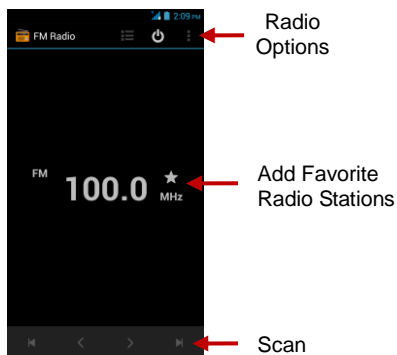 2:09 PM
FM Radio
Radio
Options
FM
100.0
MHz
Add Favorite
Radio Stations
Scan